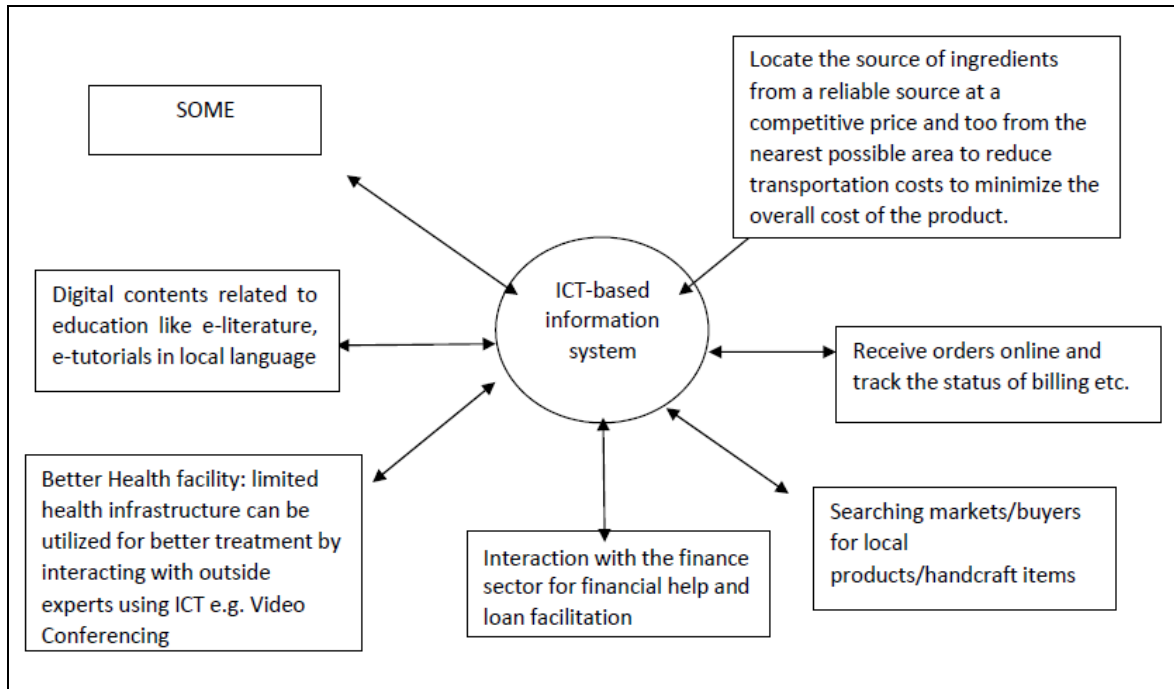 SOME
Locate the source of ingredients
from a reliable source at a
competitive price and too from the
nearest possible area to reduce
transportation costs to minimize the
overall cost of the product.
Digital contents related to
education like e-literature,
e-tutorials in local language
ICT-based
information
system
Receive orders online and
track the status of billing etc.
Better Health facility: limited
health infrastructure can be
utilized for better treatment by
interacting with outside
experts using ICT e.g. Video
Conferencing
Interaction with the finance
sector for financial help and
loan facilitation
Searching markets/buyers
for local
products/handcraft items